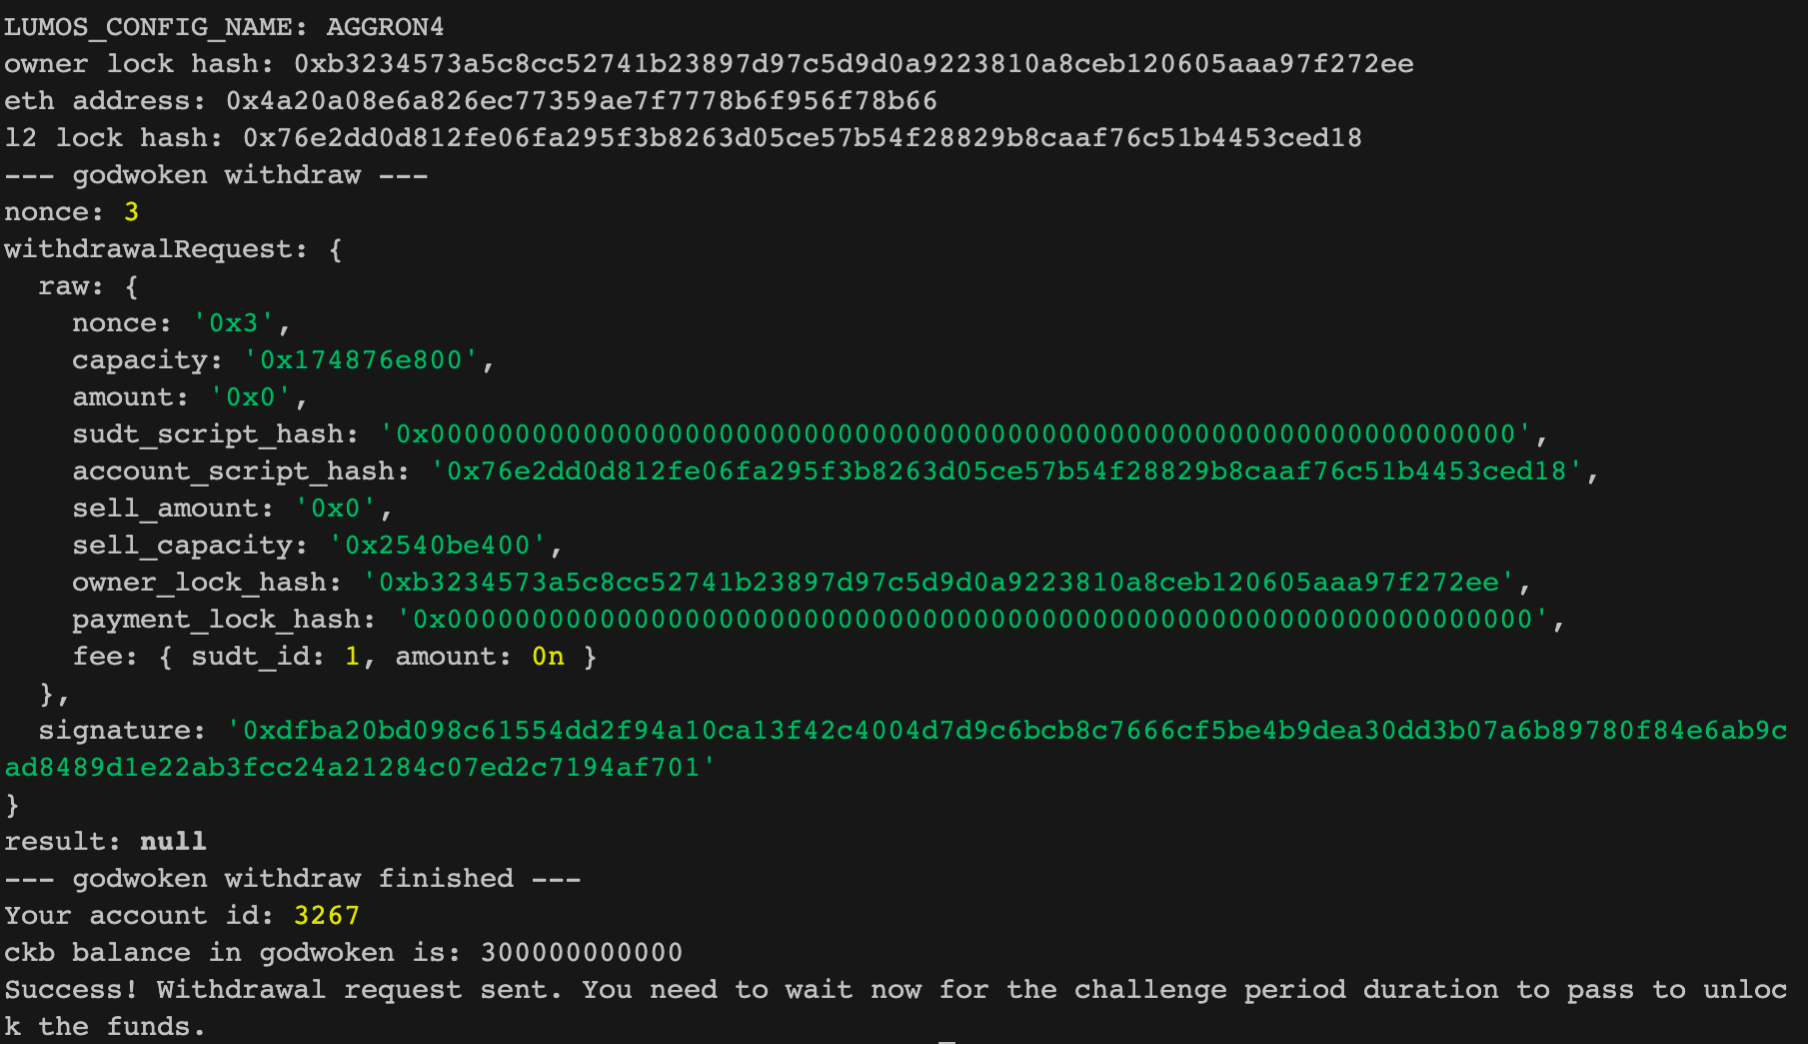 LUMOS_CONFIG_NAME: AGGRON4
owner lock hash: 0xb3234573a5c8cc52741b23897d97c5d9d0a9223810a8ceb120605aaa97f272ee
eth address: 0x4a20a08e6a826ec77359ae7f7778b6f956f78b66
l2 lock hash: 0x76e2dd0d812fe06fa295f3b8263d05ce57b54f28829b8caaf76c51b4453ced18
--- godwoken withdraw ---
nonce: 3
withdrawalRequest: {
  raw: {
    nonce: '0x3',
    capacity: '0x174876e800',
    amount: '0x0',
    sudt_script_hash: '0x0000000000000000000000000000000000000000000000000000000000000000',
    account_script_hash: '0x76e2dd0d812fe06fa295f3b8263d05ce57b54f28829b8caaf76c51b4453ced18',
    sell_amount: '0x0',
    sell_capacity: '0x2540be400',
    owner_lock_hash: '0xb3234573a5c8cc52741b23897d97c5d9d0a9223810a8ceb120605aaa97f272ee',
    payment_lock_hash: '0x0000000000000000000000000000000000000000000000000000000000000000',
    fee: { sudt_id: 1, amount: 0n }
  },
  signature: '0xdfba20bd098c61554dd2f94a10ca13f42c4004d7d9c6bcb8c7666cf5be4b9dea30dd3b07a6b89780f84e6ab9c
ad8489d1e22ab3fcc24a21284c07ed2c7194af701'
}
result: null
--- godwoken withdraw finished ---
Your account id: 3267
ckb balance in godwoken is: 300000000000
Success! Withdrawal request sent. You need to wait now for the challenge period duration to pass to unloc
k the funds.